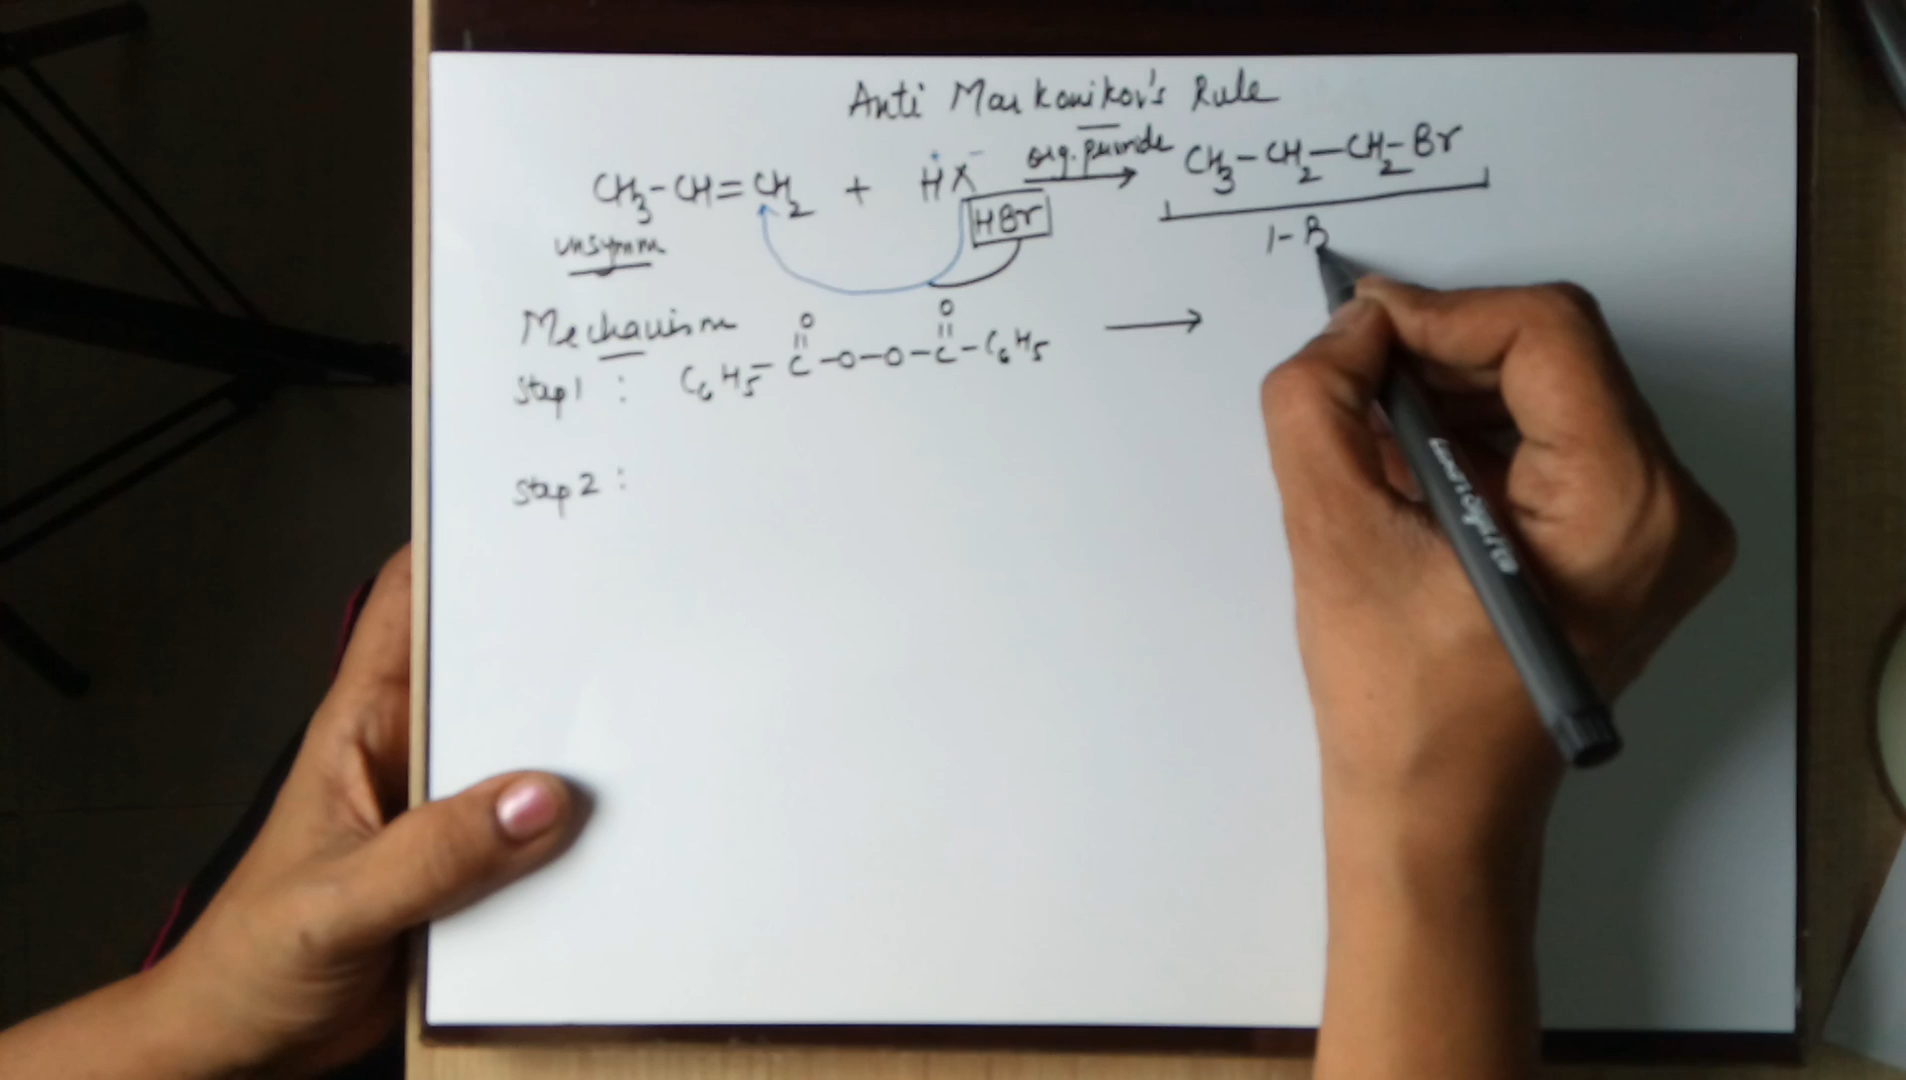 Anti Markonikov's Rule
CH3-CH=CH2 + HX org. peroxide CH3-CH2-CH2-Br
HBr
unsymm
1-B
Mechanism
Step 1 : C6H5-C-O-O-C-C6H5
O O
Step 2 :